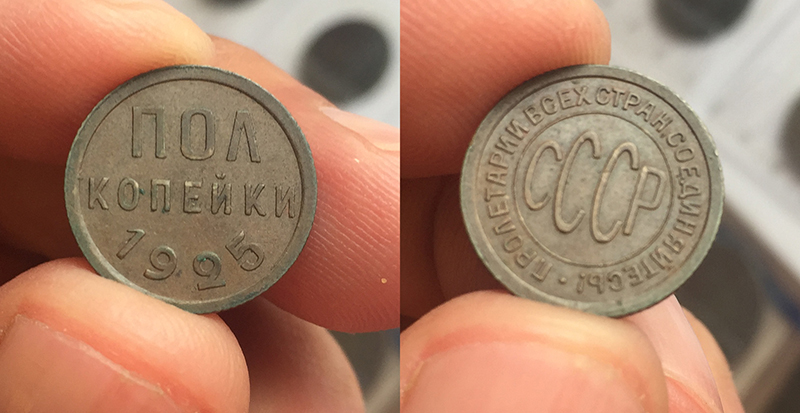 ПОЛ
КОПЕЙКИ
1925
ПРОЛЕТАРИИ ВСЕХ СТРАН, СОЕДИНЯЙТЕСЬ!
СССР